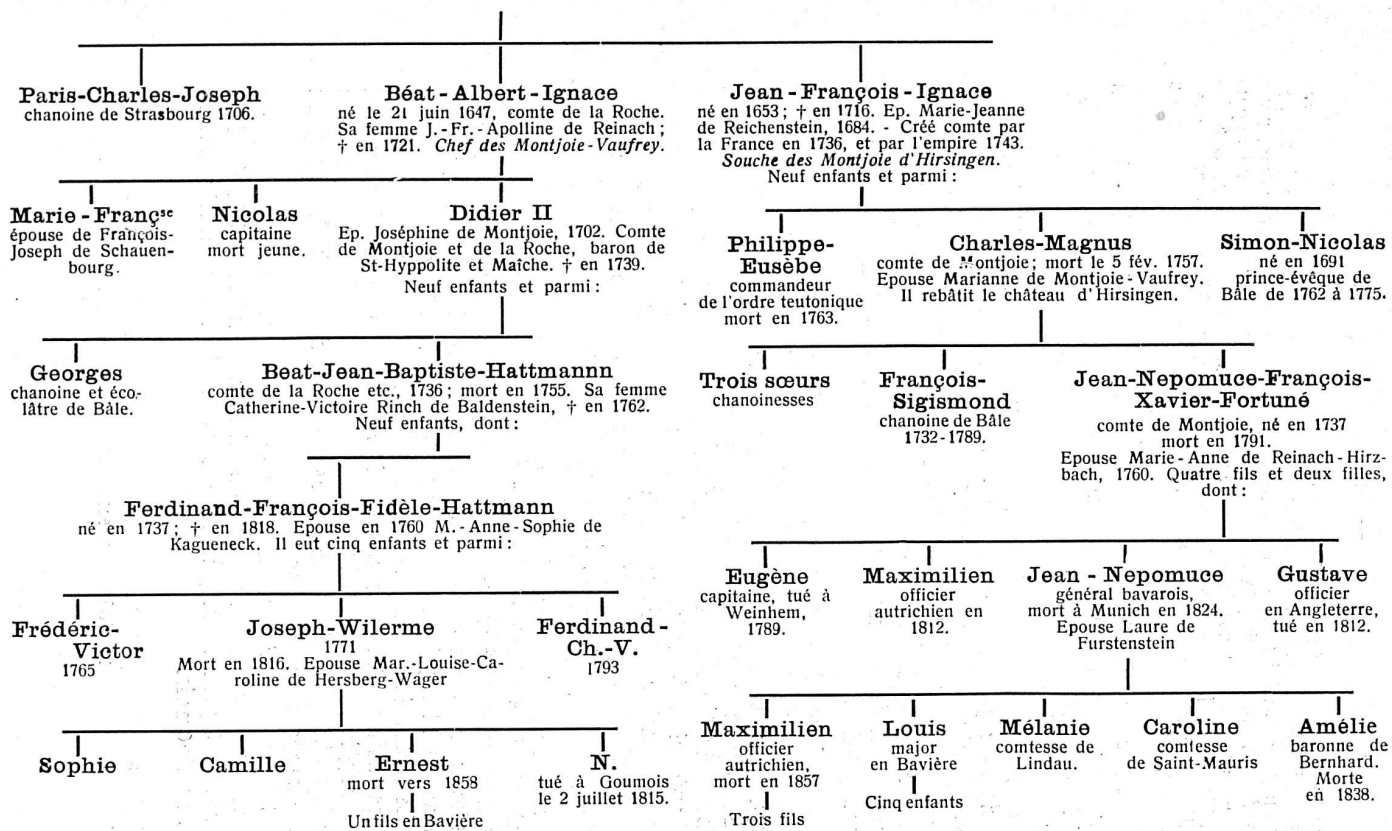 Paris-Charles-Joseph
chanoine de Strasbourg 1706.
Béat-Albert-Ignace
né le 21 juin 1647, comte de la Roche.
Sa femme J.-Fr.-Apolline de Reinach;
† en 1721. Chef des Montjoie-Vaufrey.
Jean-François-Ignace
né en 1653; † en 1716. Ep. Marie-Jeanne
de Reichenstein, 1684. - Créé comte par
la France en 1736, et par l'empire 1743.
Souche des Montjoie d'Hirsingen.
Neuf enfants et parmi:
Marie-Françse
épouse de François-
Joseph de Schauen-
bourg.
Nicolas
capitaine
mort jeune.
Didier II
Ep. Joséphine de Montjoie, 1702. Comte
de Montjoie et de la Roche, baron de
St-Hyppolite et Maîche. † en 1739.
Neuf enfants et parmi:
Philippe-
Eusèbe
commandeur
de l'ordre teutonique
mort en 1763.
Charles-Magnus
comte de Montjoie; mort le 5 fév. 1757.
Epouse Marianne de Montjoie-Vaufrey.
Il rebâtit le château d'Hirsingen.
Simon-Nicolas
né en 1691
prince-évêque de
Bâle de 1762 à 1775.
Georges
chanoine et éco-
lâtre de Bâle.
Beat-Jean-Baptiste-Hattmannn
comte de la Roche etc., 1736; mort en 1755. Sa femme
Catherine-Victoire Rinch de Baldenstein, † en 1762.
Neuf enfants, dont:
Trois sœurs
chanoinesses
François-
Sigismond
chanoine de Bâle
1732-1789.
Jean-Nepomuce-François-
Xavier-Fortuné
comte de Montjoie, né en 1737
mort en 1791.
Epouse Marie-Anne de Reinach-Hirz-
bach, 1760. Quatre fils et deux filles,
dont:
Ferdinand-François-Fidèle-Hattmann
né en 1737; † en 1818. Epouse en 1760 M.-Anne-Sophie de
Kagueneck. Il eut cinq enfants et parmi:
Eugène
capitaine, tué à
Weinhem,
1789.
Maximilien
officier
autrichien en
1812.
Jean-Nepomuce
général bavarois,
mort à Munich en 1824.
Epouse Laure de
Furstenstein
Gustave
officier
en Angleterre,
tué en 1812.
Frédéric-
Victor
1765
Joseph-Wilerme
1771
Mort en 1816. Epouse Mar.-Louise-Ca-
roline de Hersberg-Wager
Ferdinand-
Ch.-V.
1793
Sophie
Camille
Ernest
mort vers 1858
Un fils en Bavière
N.
tué à Goumois
le 2 juillet 1815.
Maximilien
officier
autrichien,
mort en 1857
Trois fils
Louis
major
en Bavière
Cinq enfants
Mélanie
comtesse de
Lindau.
Caroline
comtesse
de Saint-Mauris
Amélie
baronne de
Bernhard.
Morte
en 1838.